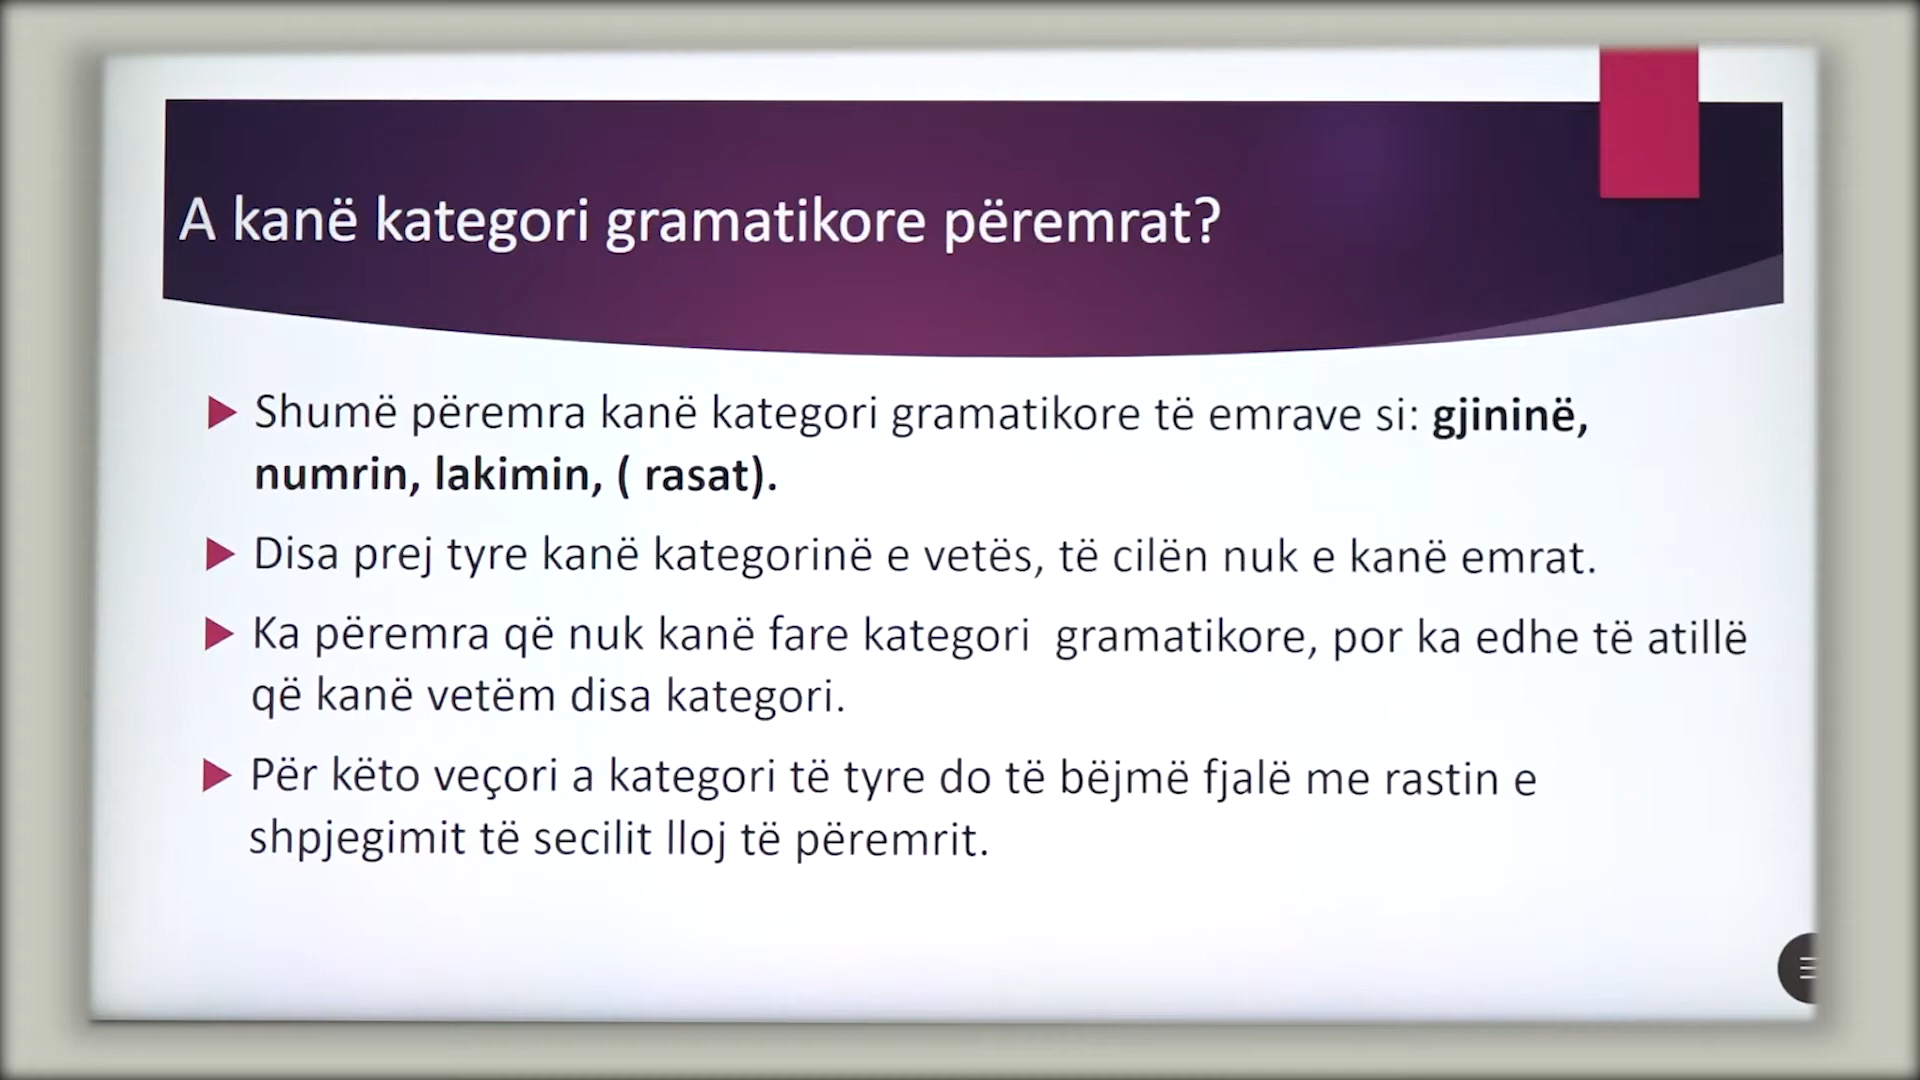 A kanë kategori gramatikore përemrat?
Shumë përemra kanë kategori gramatikore të emrave si: gjininë,
numrin, lakimin, ( rasat).
Disa prej tyre kanë kategorinë e vetës, të cilën nuk e kanë emrat.
Ka përemra që nuk kanë fare kategori  gramatikore, por ka edhe të atillë
që kanë vetëm disa kategori.
Për këto veçori a kategori të tyre do të bëjmë fjalë me rastin e
shpjegimit të secilit lloj të përemrit.